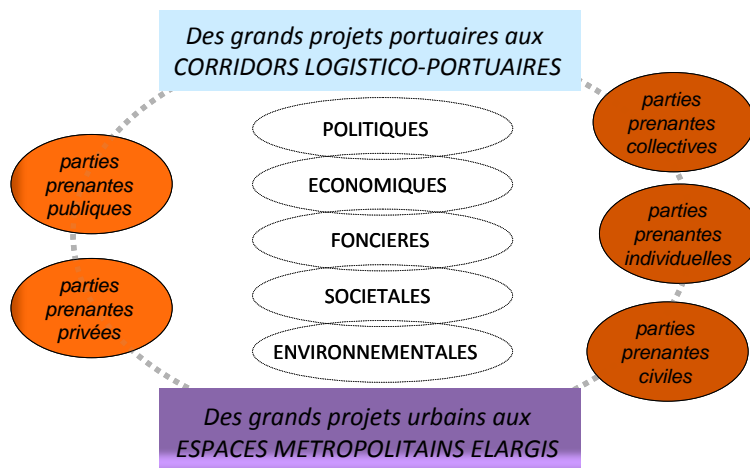 Des grands projets portuaires aux
CORRIDORS LOGISTICO-PORTUAIRES
parties
prenantes
publiques
parties
prenantes
privées
POLITIQUES
ECONOMIQUES
FONCIERES
SOCIETALES
ENVIRONNEMENTALES
parties
prenantes
collectives
parties
prenantes
individuelles
parties
prenantes
civiles
Des grands projets urbains aux
ESPACES METROPOLITAINS ELARGIS